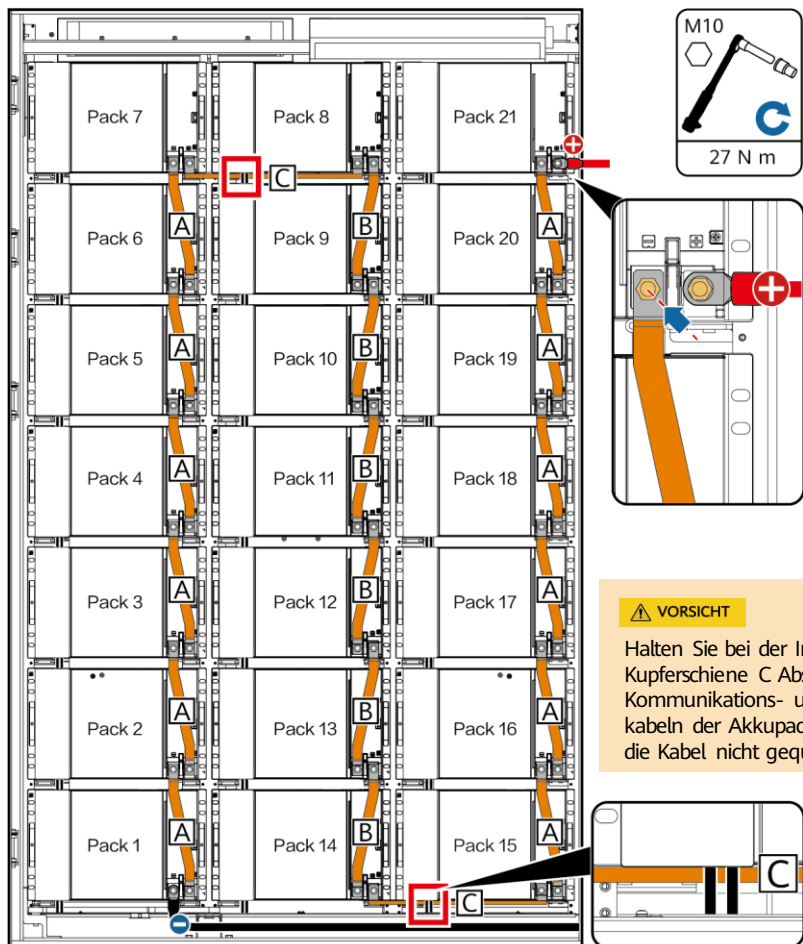 M10
27 N m
Pack 7
Pack 8
Pack 21
C
Pack 6
A
Pack 9
B
Pack 20
A
Pack 5
A
Pack 10
B
Pack 19
A
Pack 4
A
Pack 11
B
Pack 18
A
Pack 3
A
Pack 12
B
Pack 17
A
Pack 2
A
Pack 13
B
Pack 16
A
Pack 1
A
Pack 14
B
Pack 15
A
C
VORSICHT
Halten Sie bei der
Kupferschiene C
Kommunikations-
kabeln der
die Kabel nicht
C